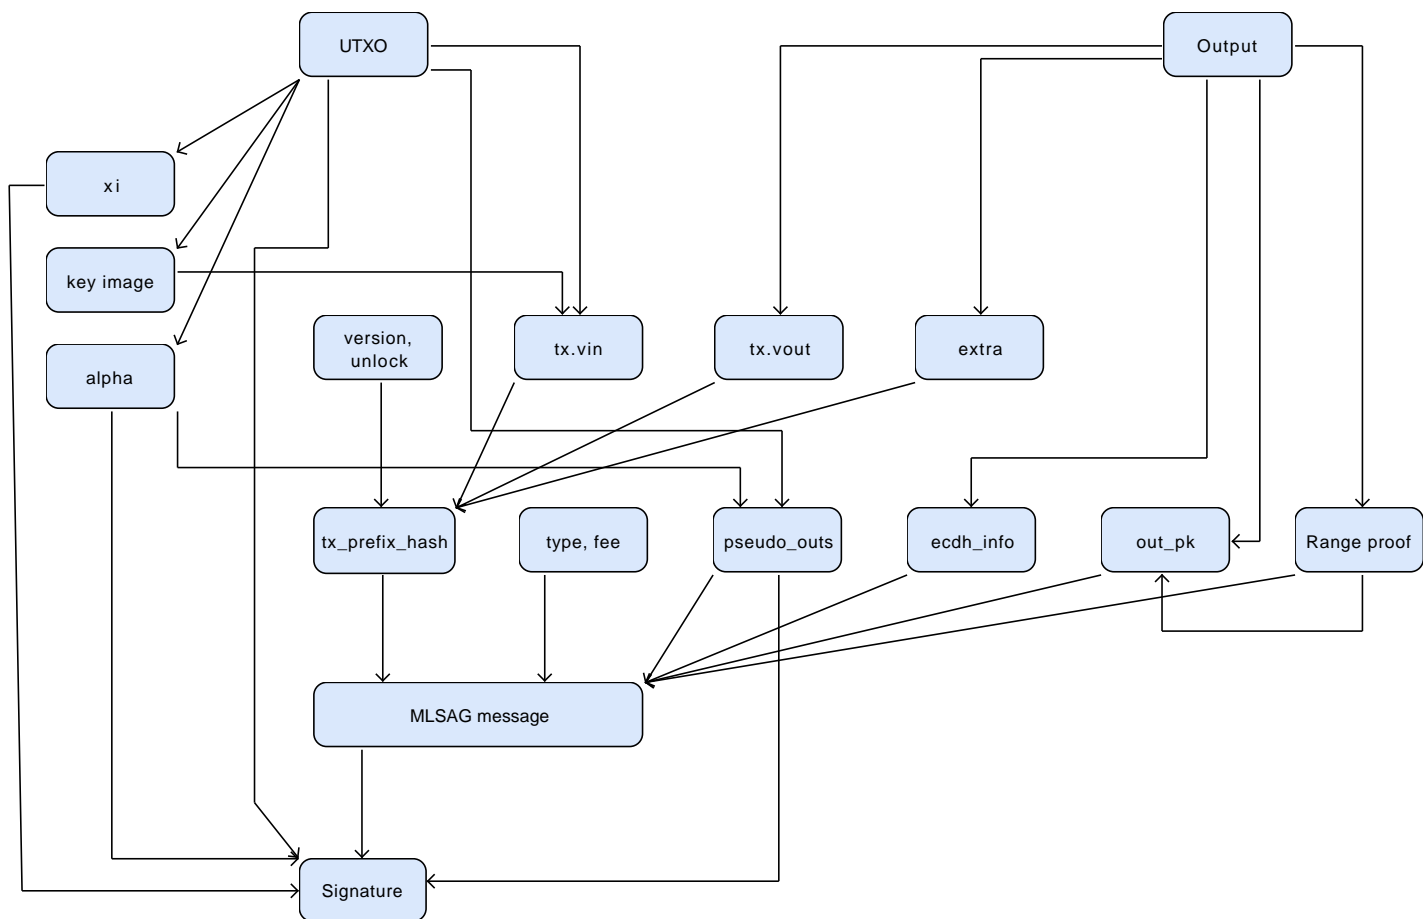 UTXO
Output
xi
key image
version,
unlock
tx.vin
tx.vout
extra
alpha
tx_prefix_hash
type, fee
pseudo_outs
ecdh_info
out_pk
Range proof
MLSAG message
Signature